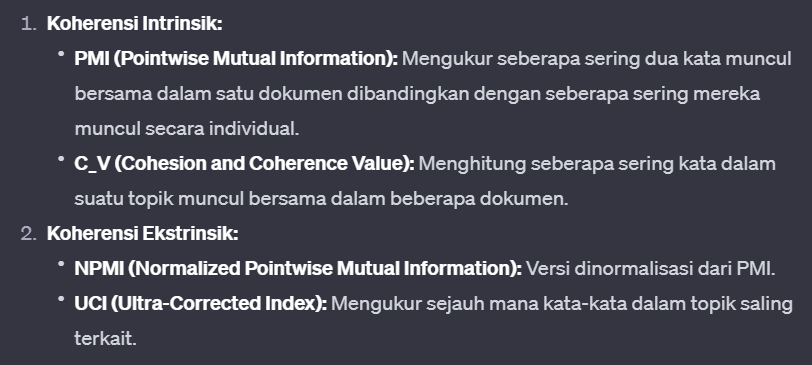 1. Koherensi Intrinsik:
• PMI (Pointwise Mutual Information): Mengukur seberapa sering dua kata muncul
bersama dalam satu dokumen dibandingkan dengan seberapa sering mereka
muncul secara individual.
• C_V (Cohesion and Coherence Value): Menghitung seberapa sering kata dalam
suatu topik muncul bersama dalam beberapa dokumen.
2. Koherensi Ekstrinsik:
• NPMI (Normalized Pointwise Mutual Information): Versi dinormalisasi dari PMI.
• UCI (Ultra-Corrected Index): Mengukur sejauh mana kata-kata dalam topik saling
terkait.